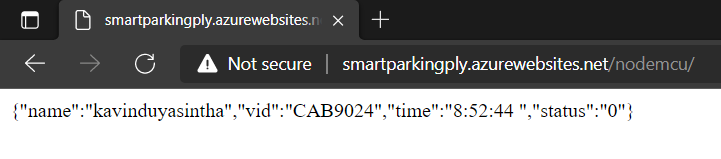 smartparkingply.azurewebsites.n
Not secure
smartparkingply.azurewebsites.net/nodemcu/
{"name":"kavinduyasintha","vid":"CAB9024","time":"8:52:44 ","status":"0"}